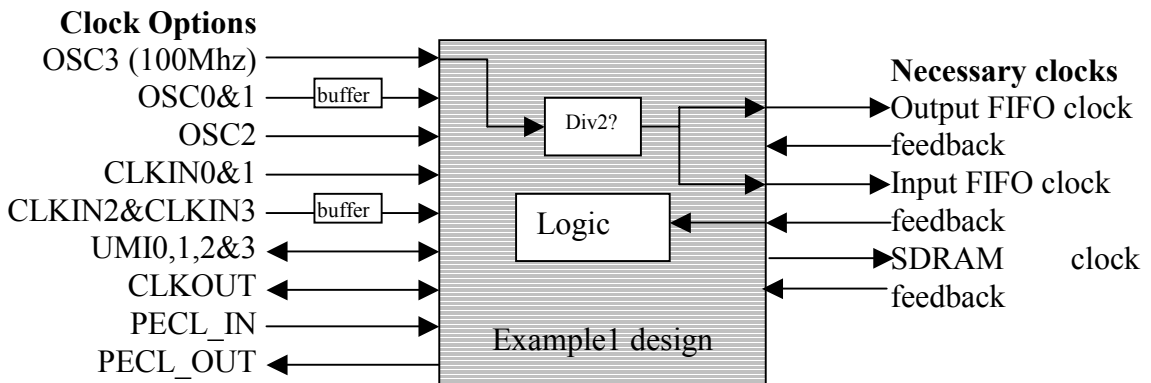 Clock Options
OSC3 (100Mhz)
OSC0&1
buffer
OSC2
CLKIN0&1
CLKIN2&CLKIN3
buffer
UMI0,1,2&3
CLKOUT
PECL_IN
PECL_OUT
Div2?
Logic
Example1 design
Necessary clocks
Output FIFO clock
feedback
Input FIFO clock
feedback
SDRAM clock
feedback